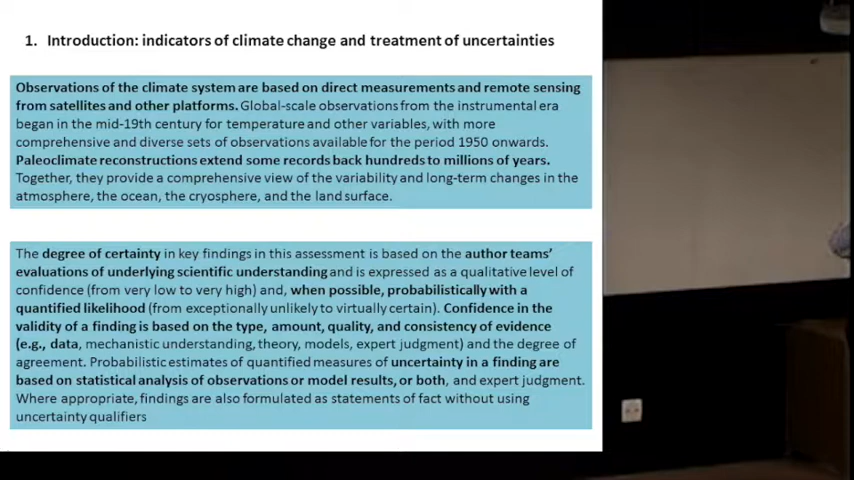 1. Introduction: indicators of climate change and treatment of uncertainties
Observations of the climate system are based on direct measurements and remote sensing
from satellites and other platforms. Global-scale observations from the instrumental era
began in the mid-19th century for temperature and other variables, with more
comprehensive and diverse sets of observations available for the period 1950 onwards.
Paleoclimate reconstructions extend some records back hundreds to millions of years.
Together, they provide a comprehensive view of the variability and long-term changes in the
atmosphere, the ocean, the cryosphere, and the land surface.
The degree of certainty in key findings in this assessment is based on the author teams'
evaluations of underlying scientific understanding and is expressed as a qualitative level of
confidence (from very low to very high) and, when possible, probabilistically with a
quantified likelihood (from exceptionally unlikely to virtually certain). Confidence in the
validity of a finding is based on the type, amount, quality, and consistency of evidence
(e.g., data, mechanistic understanding, theory, models, expert judgment) and the degree of
agreement. Probabilistic estimates of quantified measures of uncertainty in a finding are
based on statistical analysis of observations or model results, or both, and expert judgment.
Where appropriate, findings are also formulated as statements of fact without using
uncertainty qualifiers